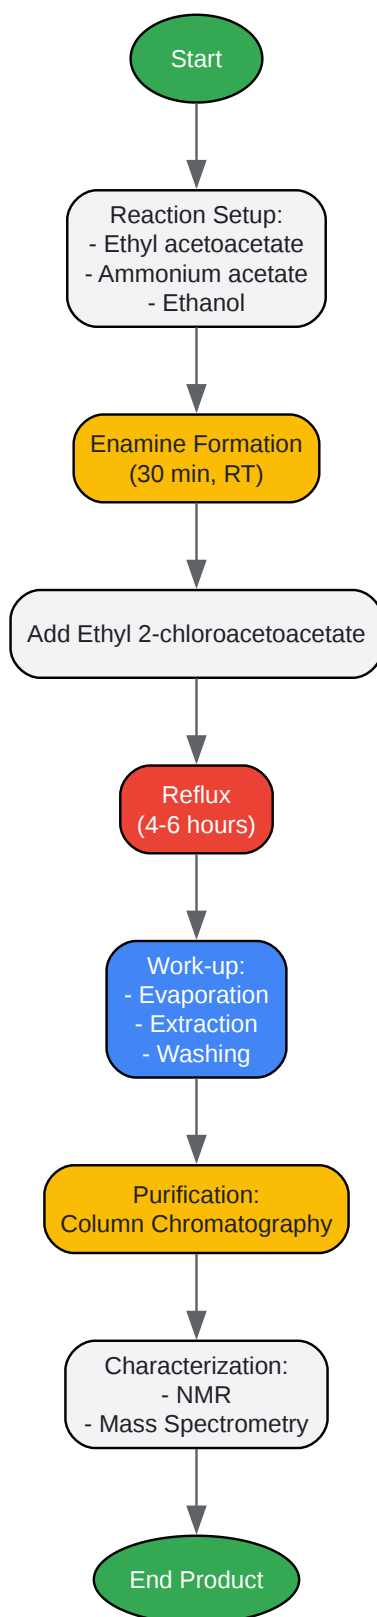 Start
Reaction Setup:
- Ethyl acetoacetate
- Ammonium acetate
- Ethanol
Enamine Formation
(30 min, RT)
Add Ethyl 2-chloroacetoacetate
Reflux
(4-6 hours)
Work-up:
- Evaporation
- Extraction
- Washing
Purification:
Column Chromatography
Characterization:
- NMR
- Mass Spectrometry
End Product